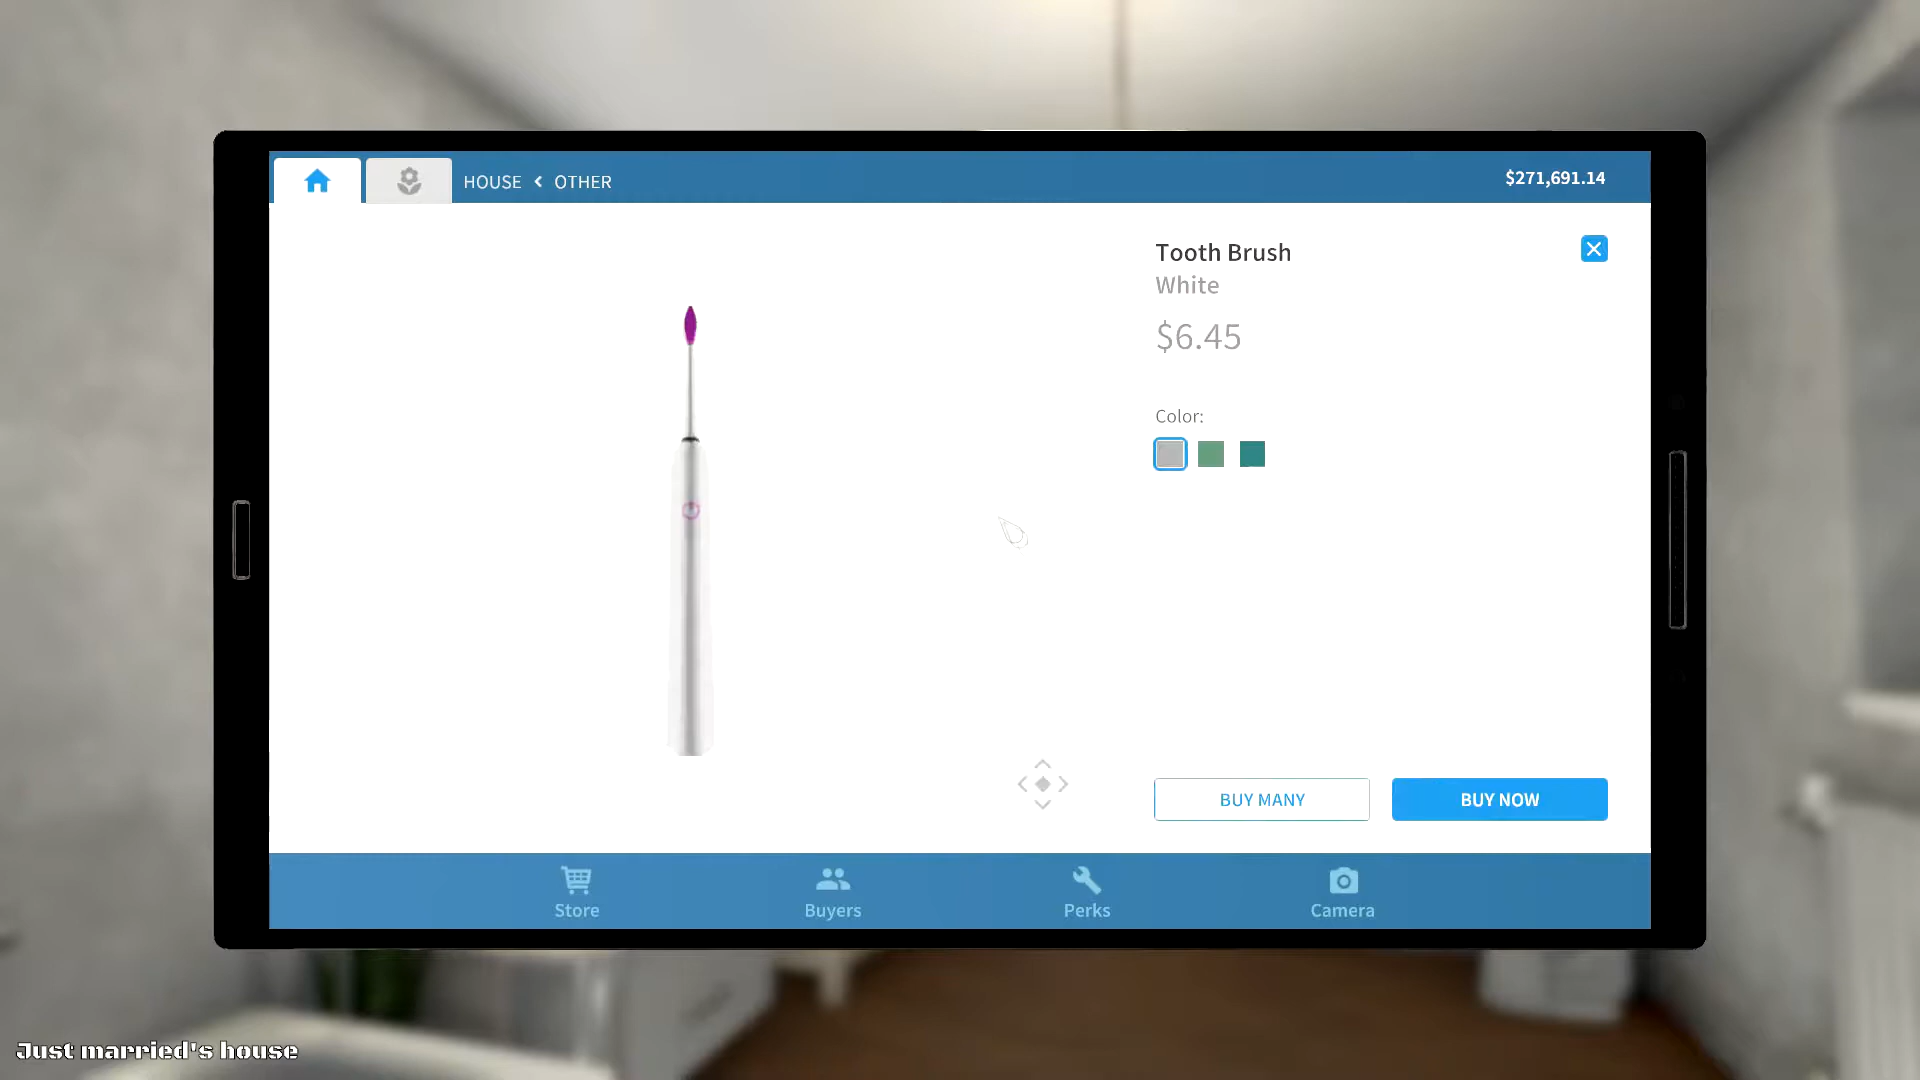 HOUSE < OTHER
$271,691.14
Tooth Brush
White
$6.45
Color:
BUY MANY
BUY NOW
Store
Buyers
Perks
Camera
Just married's house